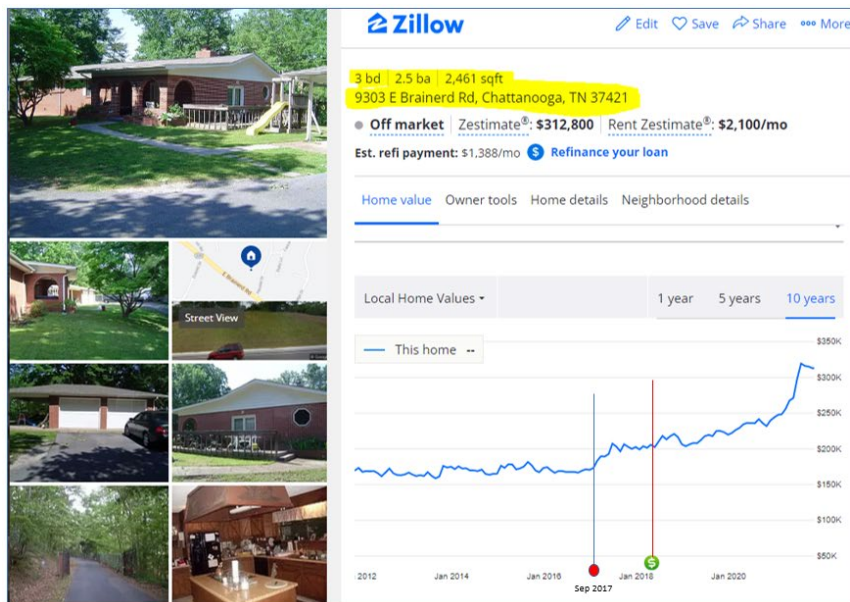 Zillow
Edit Save Share More
3 bd 2.5 ba 2,461 sqft
9303 E Brainerd Rd, Chattanooga, TN 37421
Off market Zestimate®: $312,800 Rent Zestimate®: $2,100/mo
Est. refi payment: $1,388/mo $ Refinance your loan
Home value Owner tools Home details Neighborhood details
E Brainerd Rd
Street View
Local Home Values 1 year 5 years 10 years
This home --
$350K
$300K
$250K
$200K
$150K
$100K
$50K
2012 Jan 2014 Jan 2016 Jan 2018 Jan 2020
$
Sep 2017